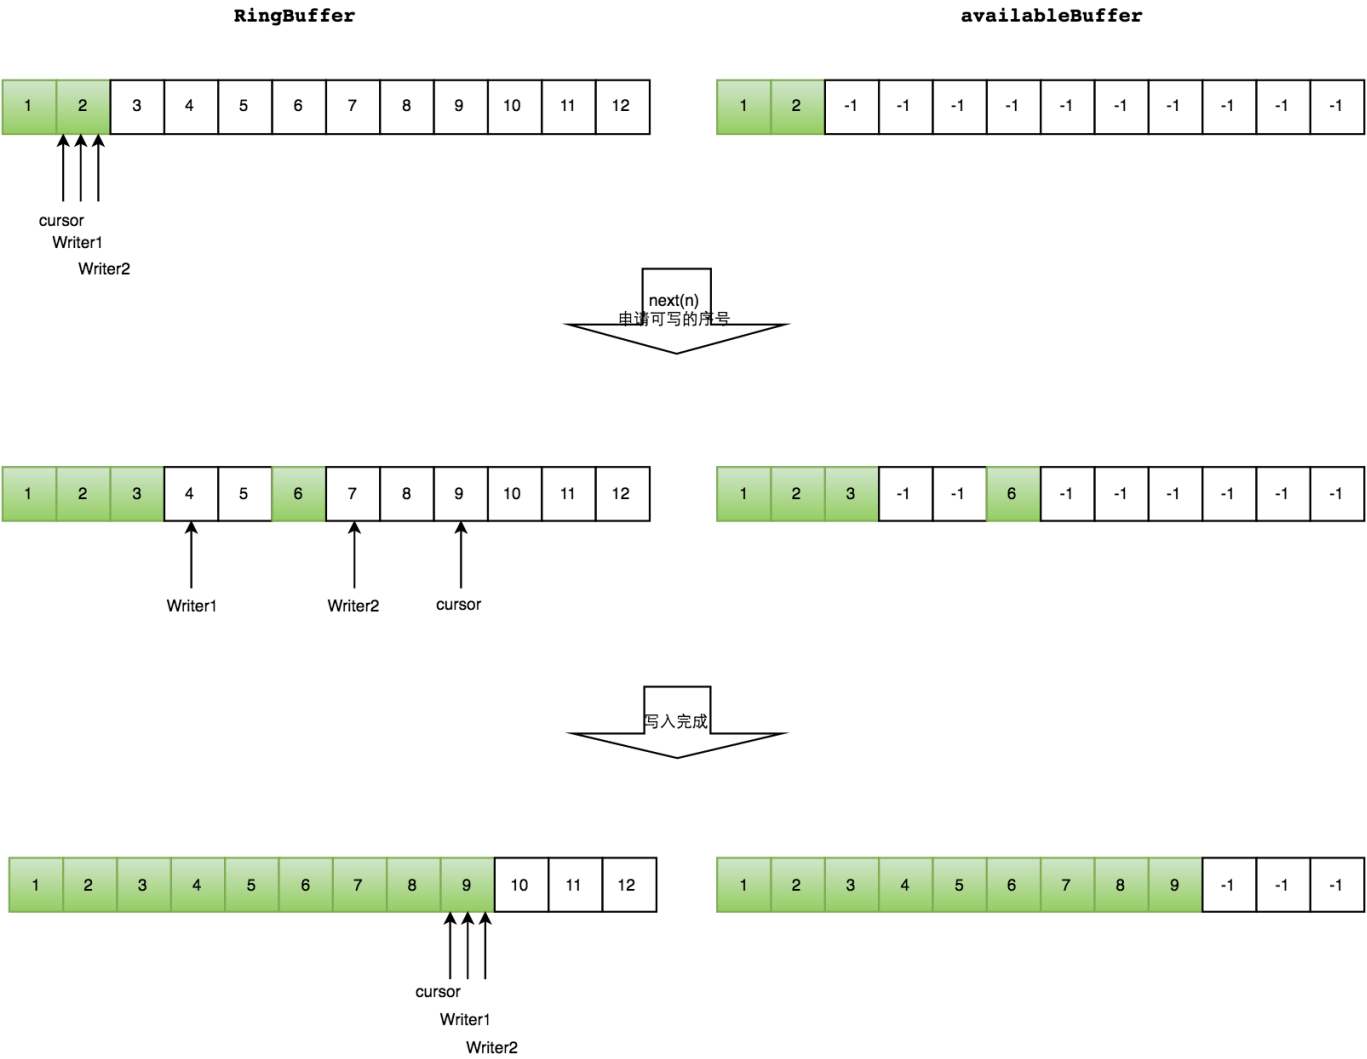 RingBuffer
availableBuffer
1 2 3 4 5 6 7 8 9 10 11 12
1 2 -1 -1 -1 -1 -1 -1 -1 -1 -1 -1
cursor
Writer1
Writer2
next(n)
申请可写的序号
1 2 3 4 5 6 7 8 9 10 11 12
1 2 3 -1 -1 6 -1 -1 -1 -1 -1 -1
Writer1
Writer2
cursor
写入完成
1 2 3 4 5 6 7 8 9 10 11 12
1 2 3 4 5 6 7 8 9 -1 -1 -1
cursor
Writer1
Writer2